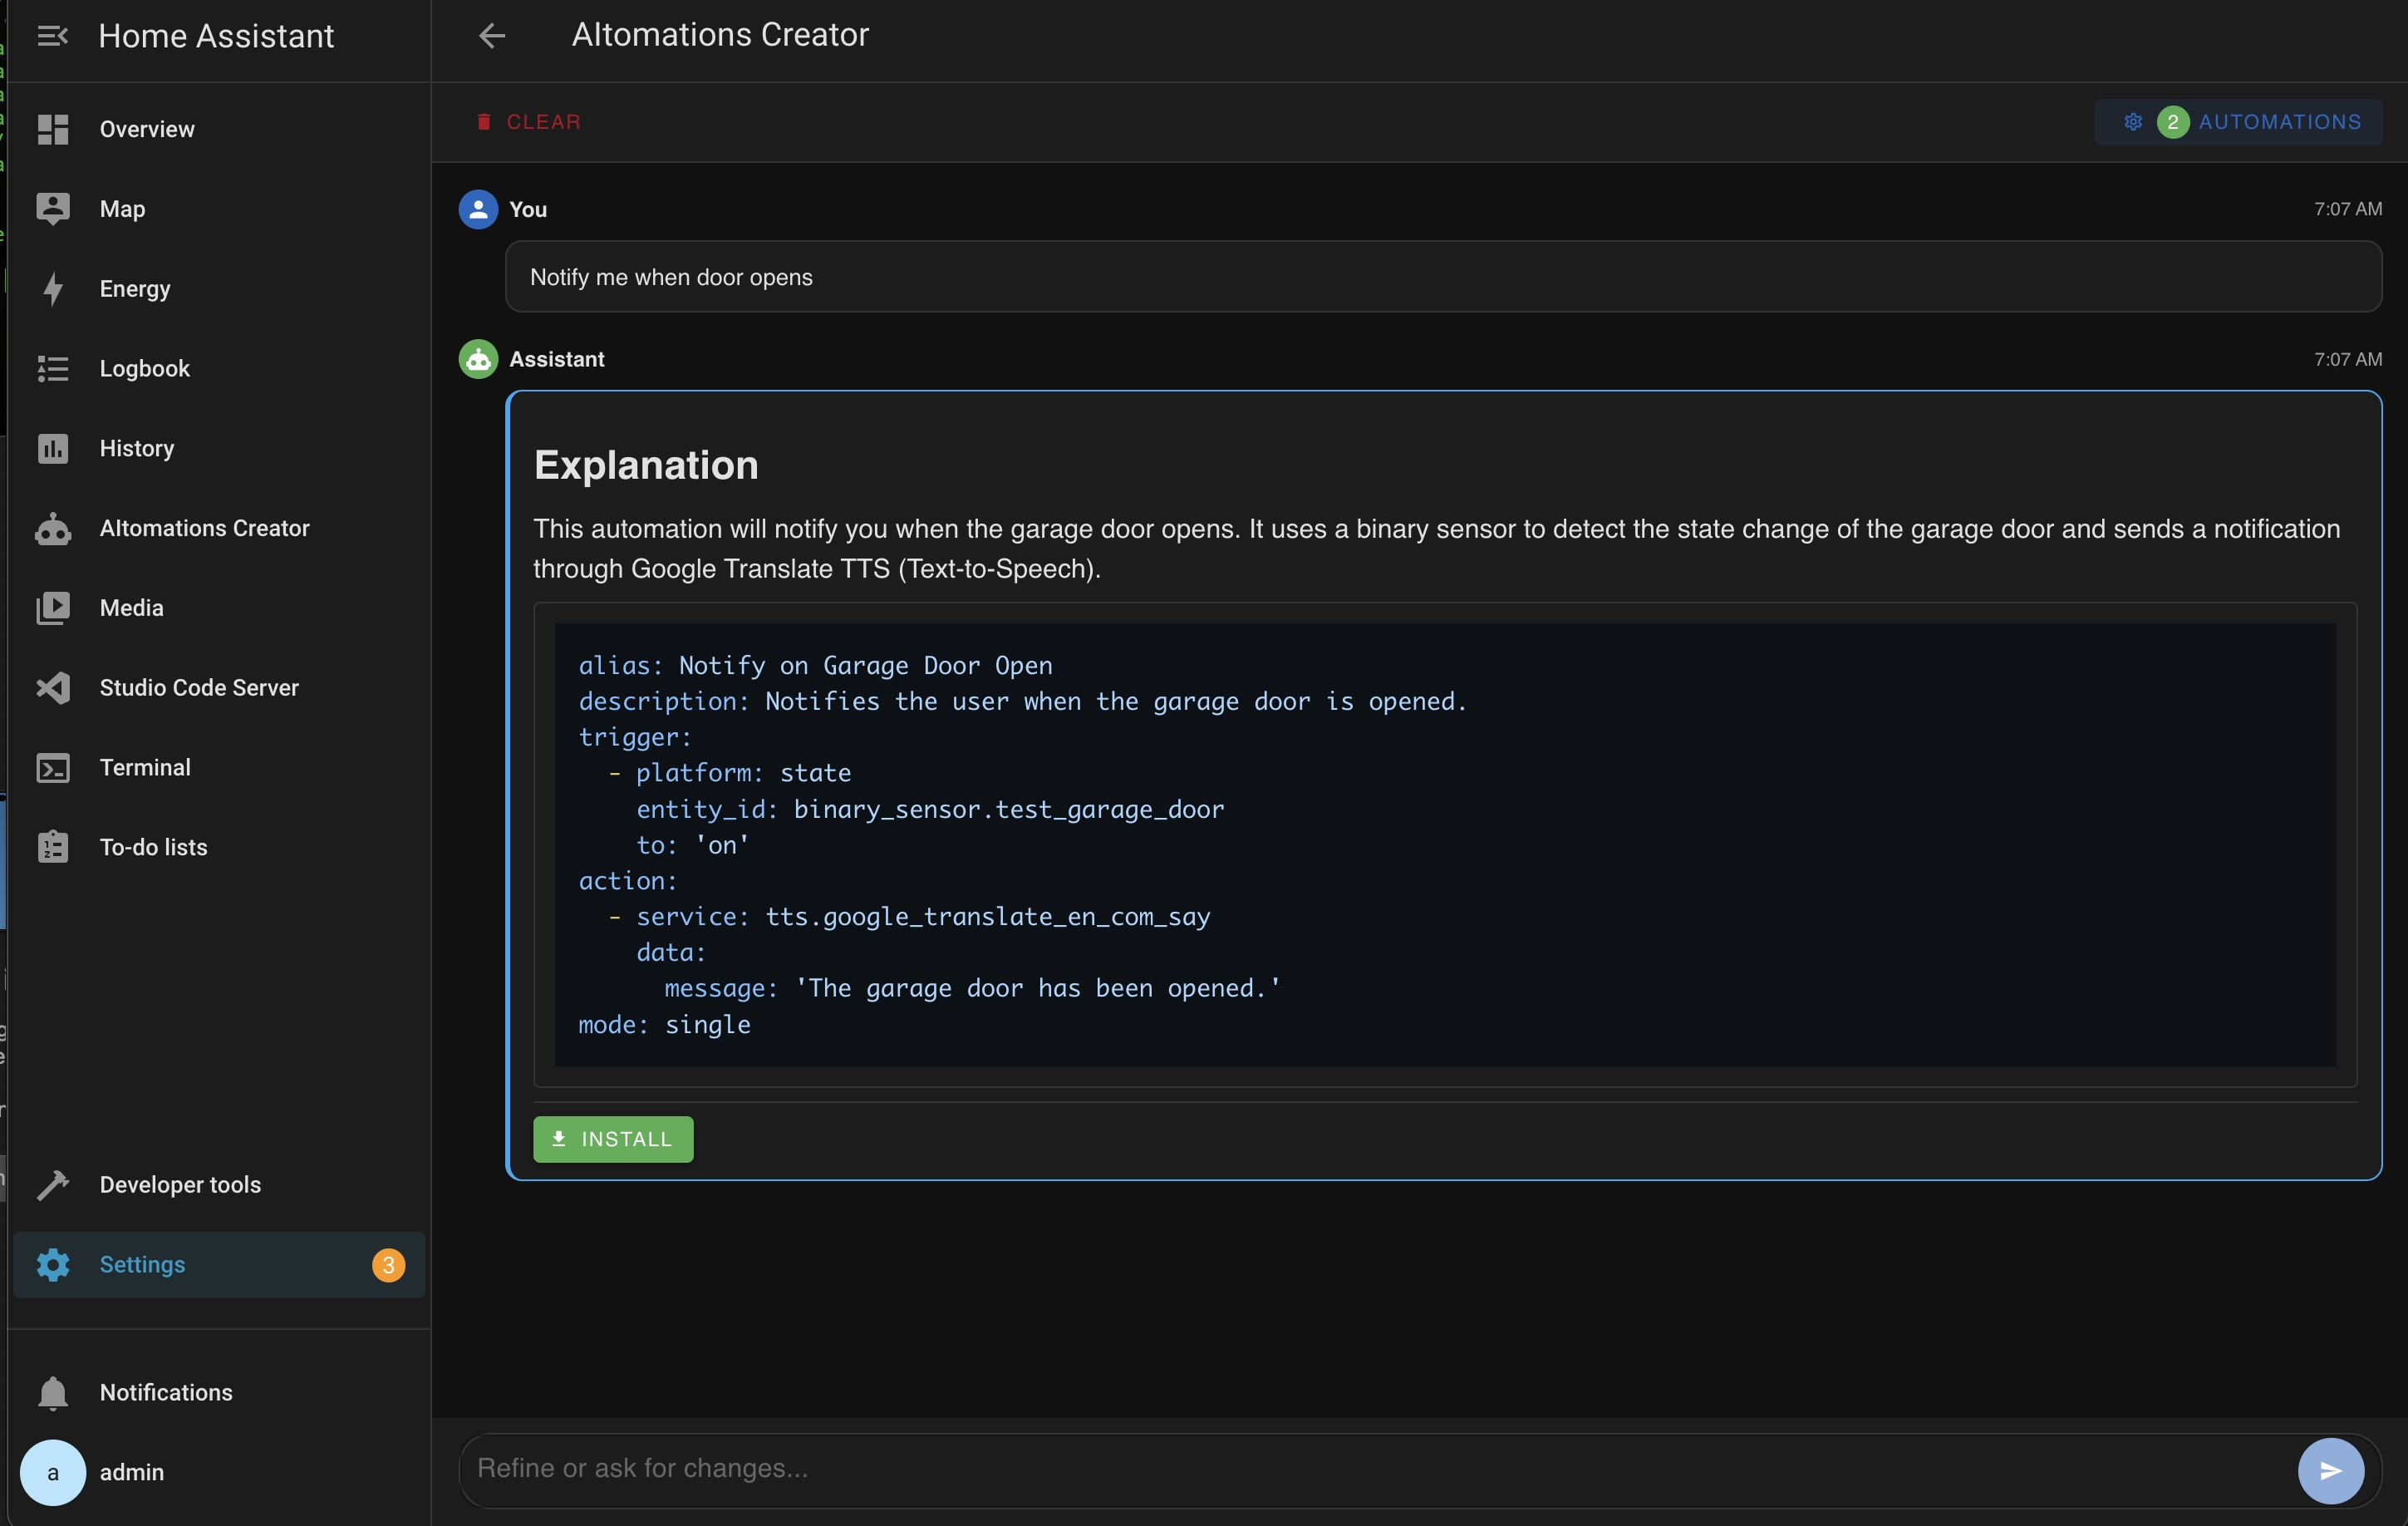 Home Assistant
AItomations Creator
CLEAR
2 AUTOMATIONS
Overview
Map
Energy
Logbook
History
AItomations Creator
Media
Studio Code Server
Terminal
To-do lists
Developer tools
Settings
3
Notifications
a
admin
You
7:07 AM
Notify me when door opens
Assistant
7:07 AM
Explanation
This automation will notify you when the garage door opens. It uses a binary sensor to detect the state change of the garage door and sends a notification
through Google Translate TTS (Text-to-Speech).
alias: Notify on Garage Door Open
description: Notifies the user when the garage door is opened.
trigger:
  - platform: state
    entity_id: binary_sensor.test_garage_door
    to: 'on'
action:
  - service: tts.google_translate_en_com_say
    data:
      message: 'The garage door has been opened.'
mode: single
INSTALL
Refine or ask for changes...